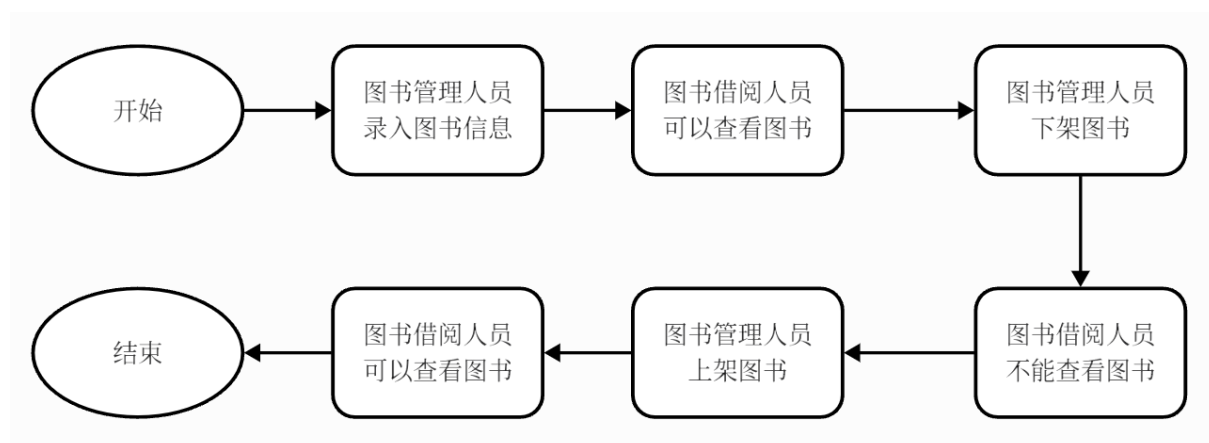 开始
图书管理人员
录入图书信息
图书借阅人员
可以查看图书
图书管理人员
下架图书
图书借阅人员
不能查看图书
图书管理人员
上架图书
图书借阅人员
可以查看图书
结束